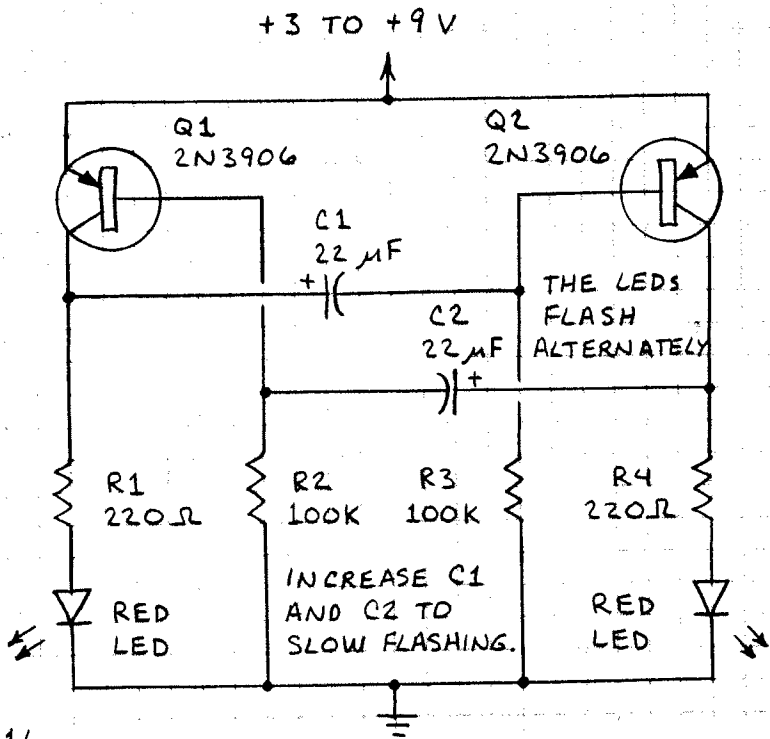 +3 TO +9 V
Q1
2N3906
Q2
2N3906
C1
22 µF
+
THE LEDs
FLASH
ALTERNATELY
C2
22 µF
+
R1
220Ω
R2
100K
R3
100K
R4
220Ω
INCREASE C1
AND C2 TO
SLOW FLASHING.
RED
LED
RED
LED